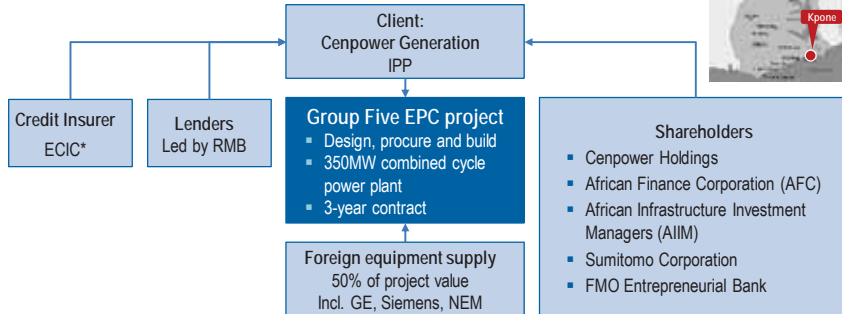 Client:
Cenpower Generation
IPP
Kpone
Credit Insurer
ECIC*
Lenders
Led by RMB
Group Five EPC project
Design, procure and build
350MW combined cycle
power plant
3-year contract
Foreign equipment supply
50% of project value
Incl. GE, Siemens, NEM
Shareholders
Cenpower Holdings
African Finance Corporation (AFC)
African Infrastructure Investment
Managers (AIIM)
Sumitomo Corporation
FMO Entrepreneurial Bank